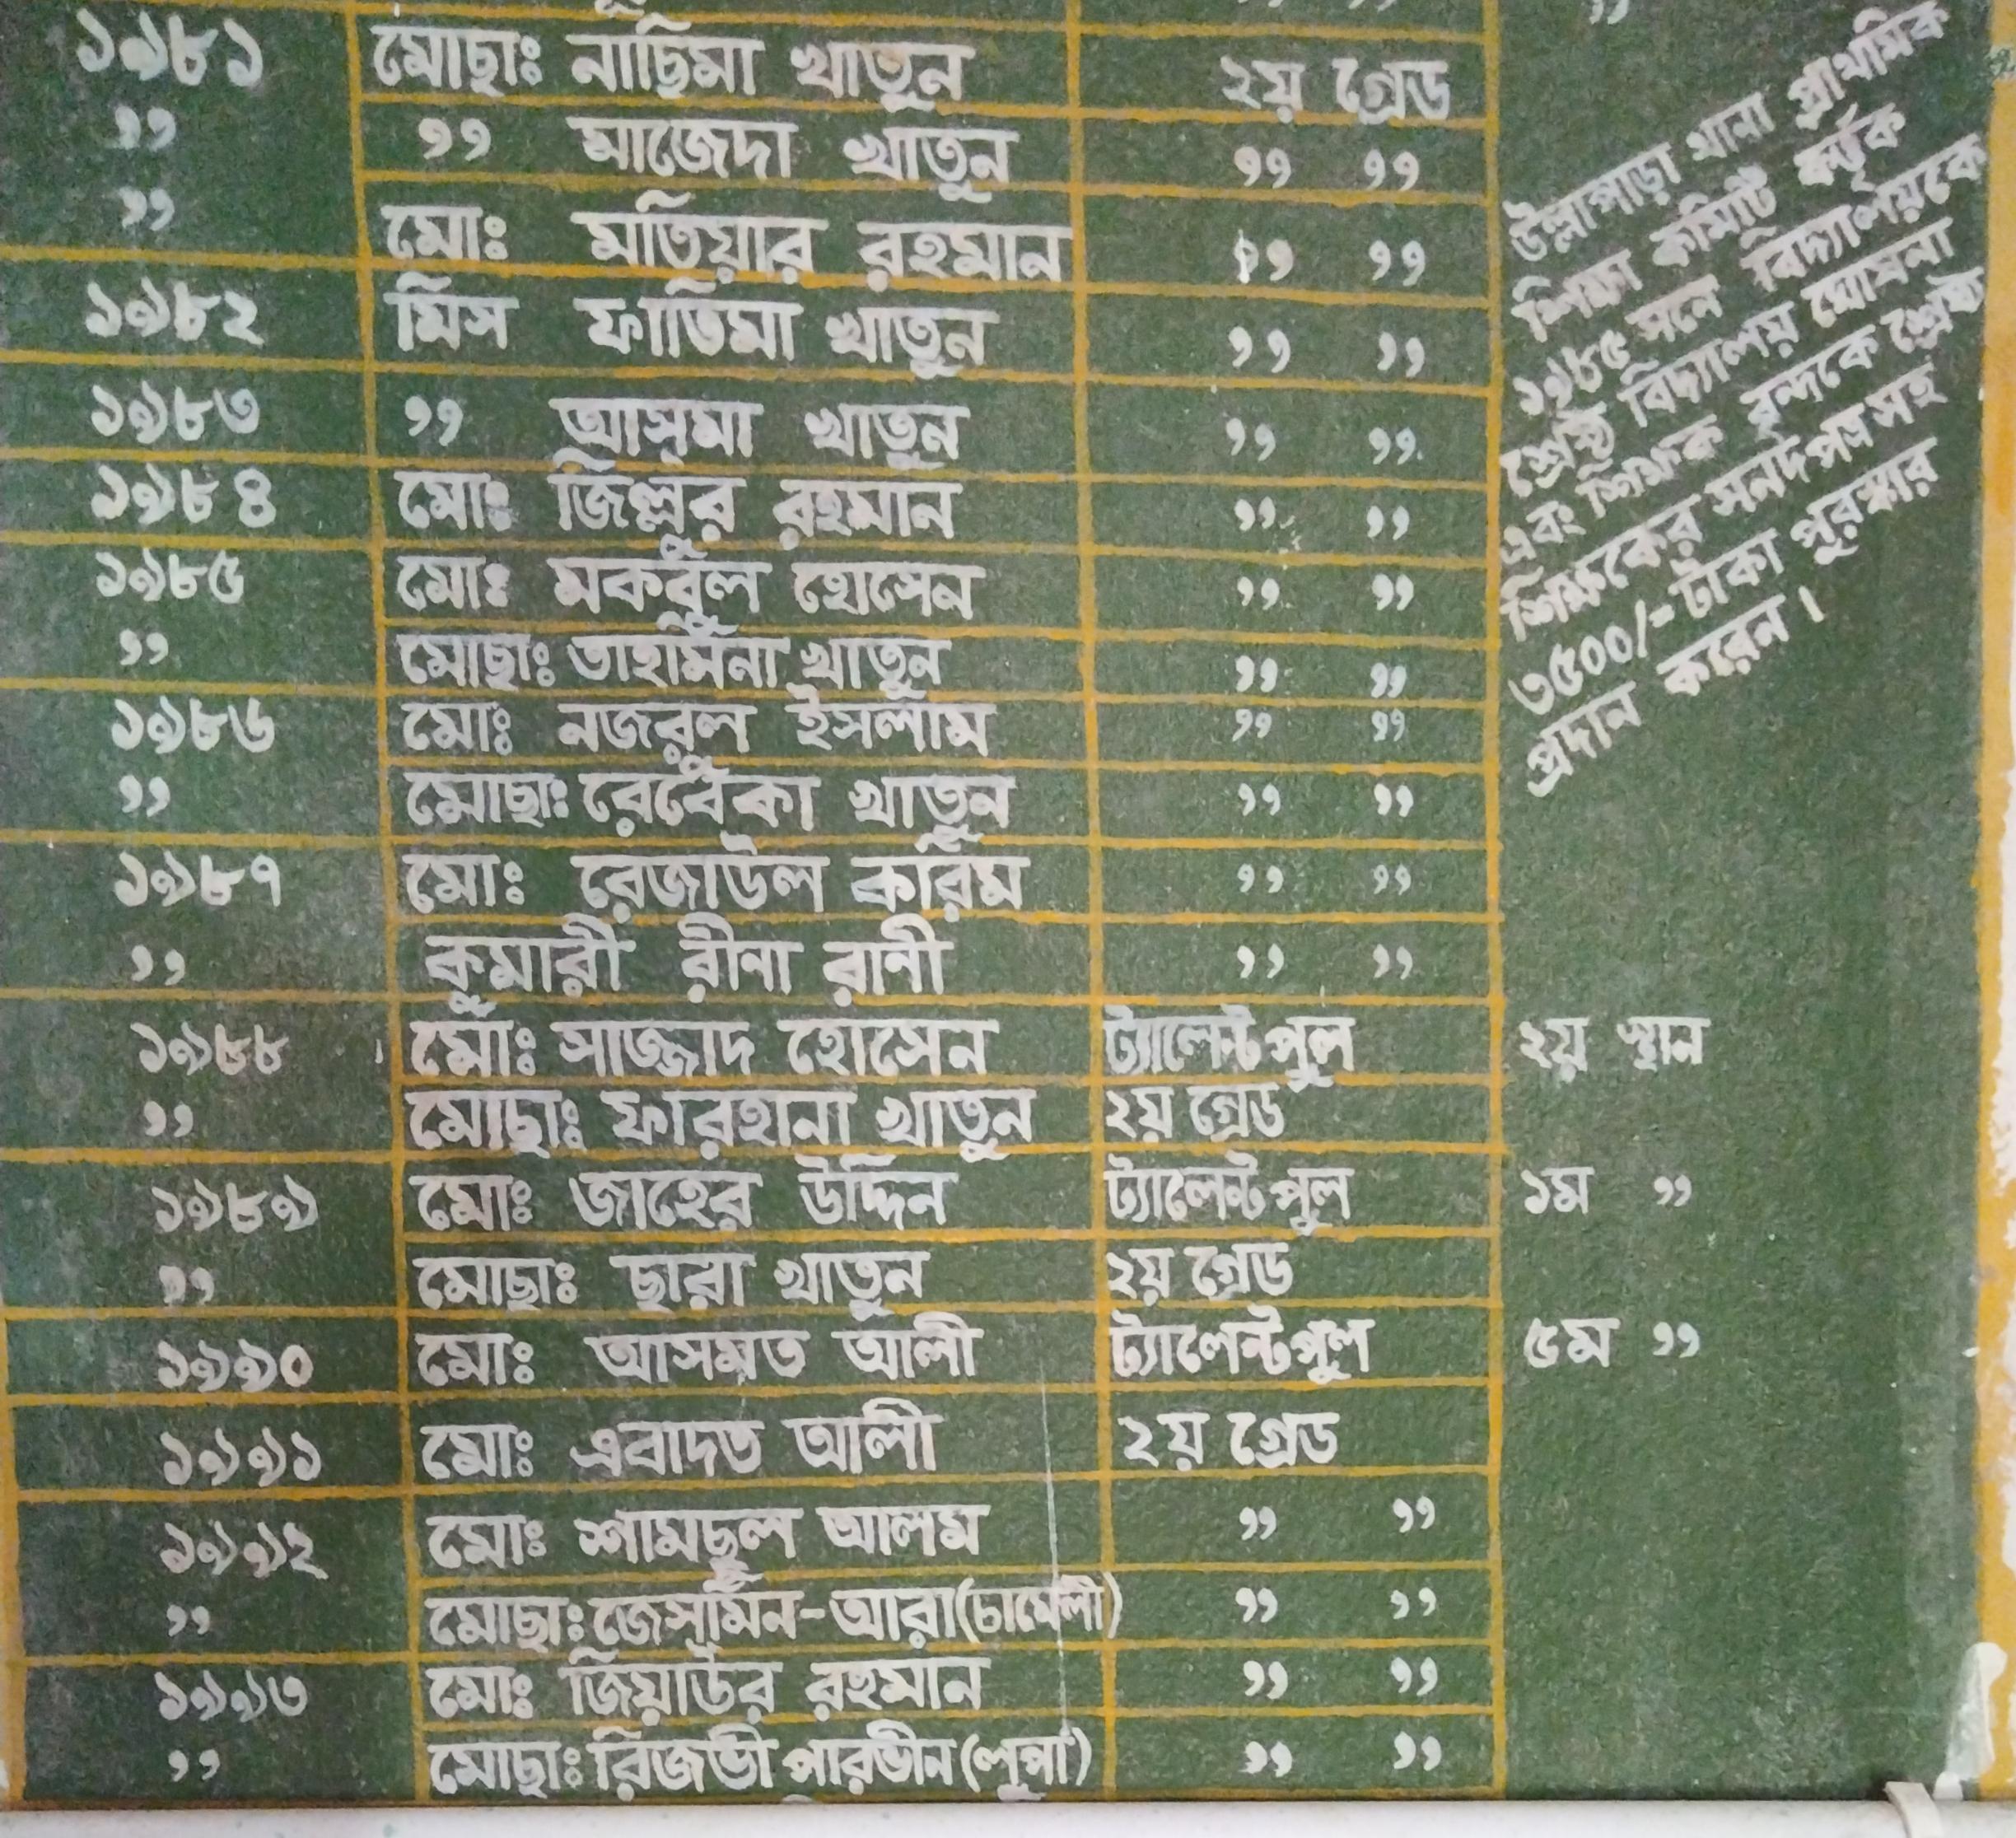 ১৯৮১ মোছাঃ নাছিমা খাতুন ২য় গ্রেড
,, ,, মাজেদা খাতুন ,, ,,
,, মোঃ মতিয়ার রহমান ,, ,,
১৯৮২ মিস ফাতিমা খাতুন ,, ,,
১৯৮৩ ,, আসমা খাতুন ,, ,,
১৯৮৪ মোঃ জিল্লুর রহমান ,, ,,
১৯৮৫ মোঃ মকবুল হোসেন ,, ,,
,, মোছাঃ তাহমিনা খাতুন ,, ,,
১৯৮৬ মোঃ নজরুল ইসলাম ,, ,,
,, মোছাঃ রেবেকা খাতুন ,, ,,
১৯৮৭ মোঃ রেজাউল করিম ,, ,,
,, কুমারী রীনা রানী ,, ,,
উল্লাপাড়া থানা প্রাথমিক
শিক্ষা কমিটি কর্তৃক
১৯৮৫ সনে বিদ্যালয়কে
শ্রেষ্ঠ বিদ্যালয় ঘোষনা
এবং শিক্ষক বৃন্দকে শ্রেষ্ঠ
শিক্ষকের সনদপত্র সহ
৩৫০০/= টাকা পুরস্কার
প্রদান করেন।
১৯৮৮ মোঃ সাজ্জাদ হোসেন ট্যালেন্টপুল ২য় স্থান
,, মোছাঃ ফারহানা খাতুন ২য় গ্রেড
১৯৮৯ মোঃ জাহের উদ্দিন ট্যালেন্টপুল ১ম ,,
,, মোছাঃ ছারা খাতুন ২য় গ্রেড
১৯৯০ মোঃ আসমত আলী ট্যালেন্টপুল ৫ম ,,
১৯৯১ মোঃ এবাদত আলী ২য় গ্রেড
১৯৯২ মোঃ শামছুল আলম ,, ,,
,, মোছাঃ জেসমিন-আরা (চামেলী) ,, ,,
১৯৯৩ মোঃ জিয়াউর রহমান ,, ,,
,, মোছাঃ রিজভী পারভীন (লুপা) ,, ,,